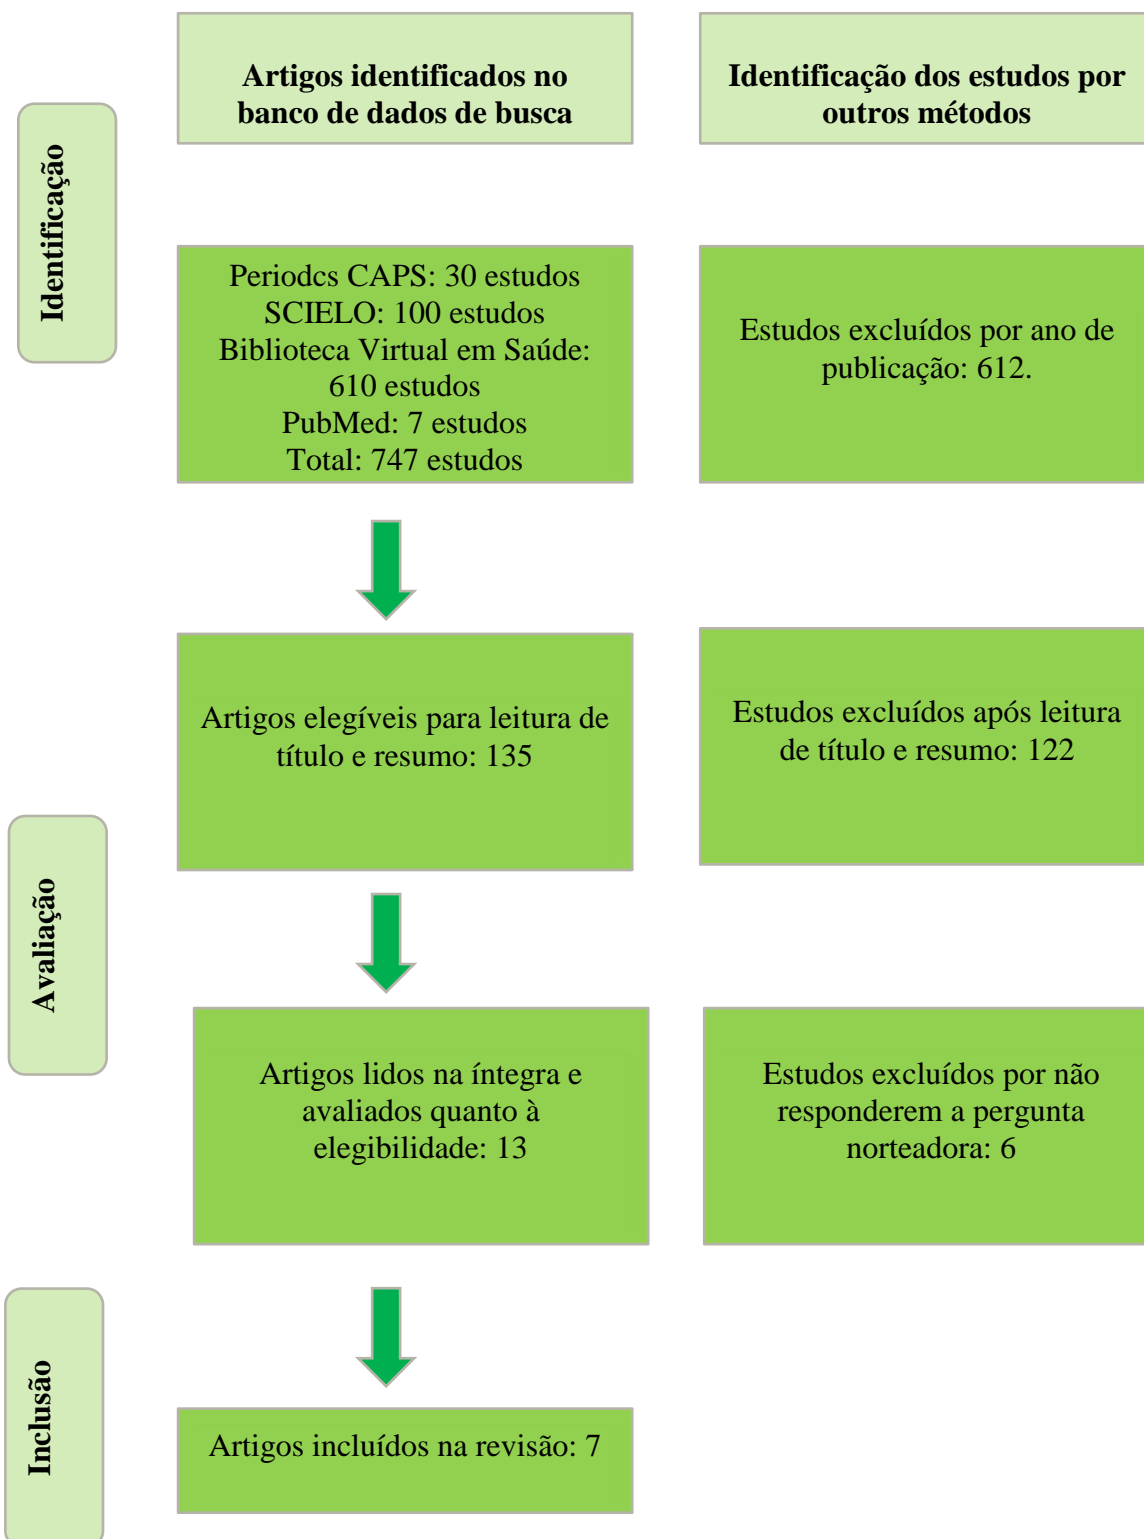 Artigos identificados no
banco de dados de busca
Identificação dos estudos por
outros métodos
Identificação
Periodcs CAPS: 30 estudos
SCIELO: 100 estudos
Biblioteca Virtual em Saúde:
610 estudos
PubMed: 7 estudos
Total: 747 estudos
Estudos excluídos por ano de
publicação: 612.
Artigos elegíveis para leitura de
título e resumo: 135
Estudos excluídos após leitura
de título e resumo: 122
Avaliação
Artigos lidos na íntegra e
avaliados quanto à
elegibilidade: 13
Estudos excluídos por não
responderem a pergunta
norteadora: 6
Inclusão
Artigos incluídos na revisão: 7